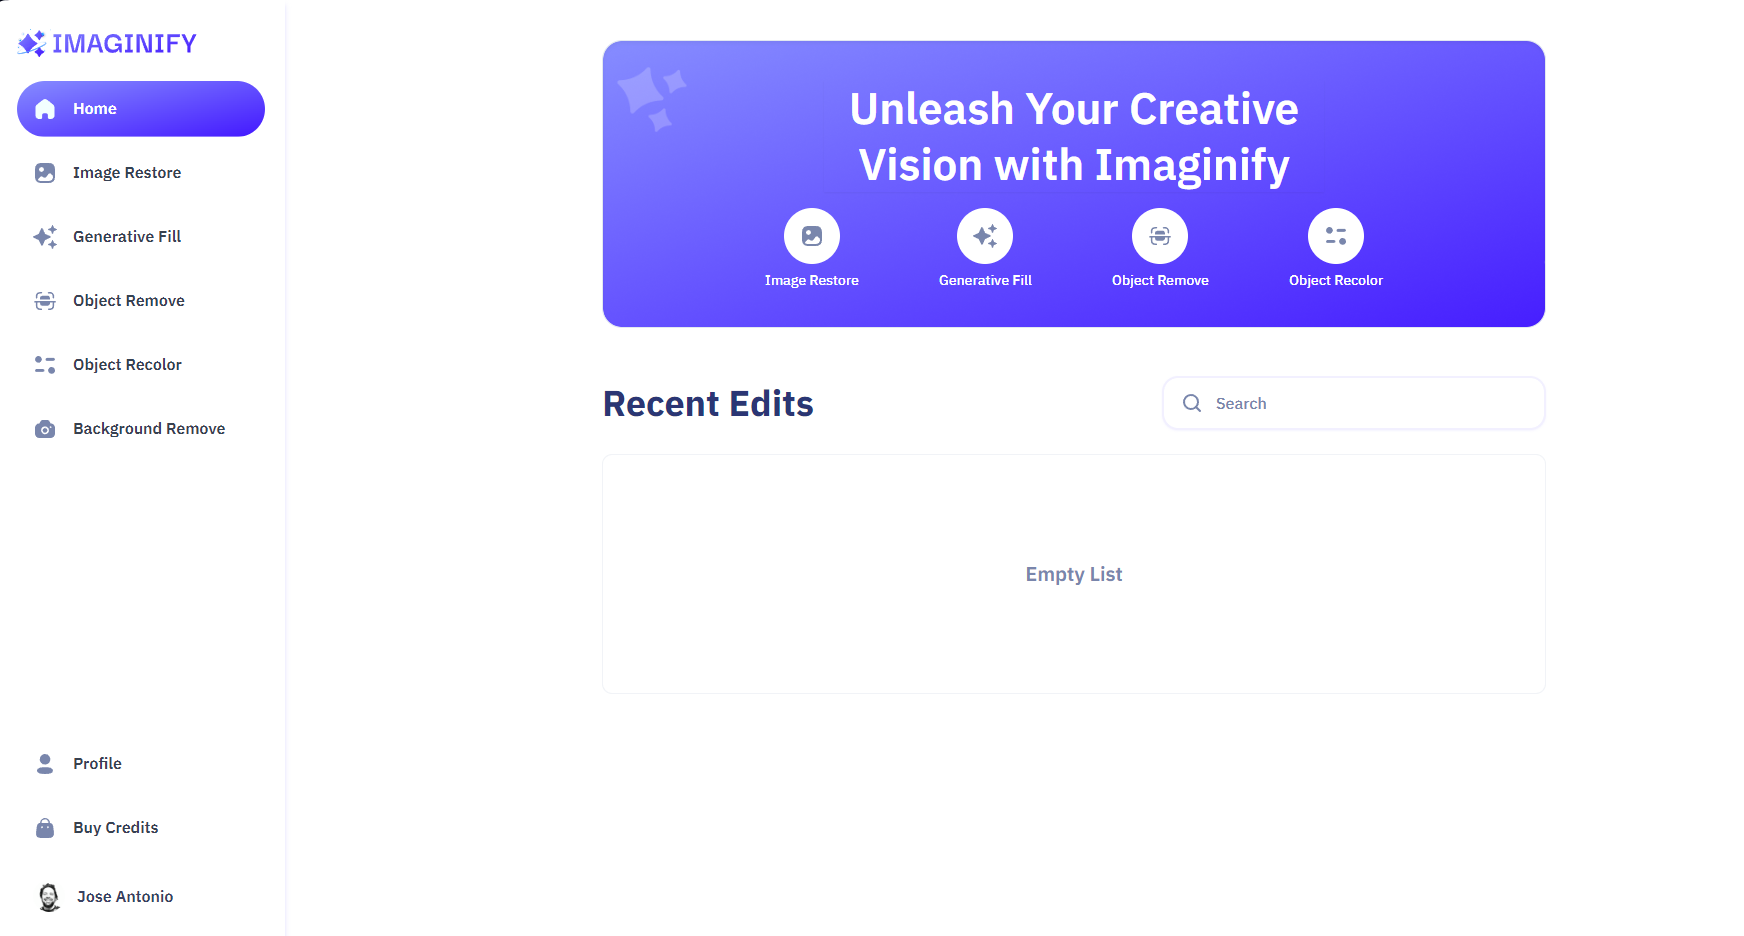 IMAGINIFY
Home
Image Restore
Generative Fill
Object Remove
Object Recolor
Background Remove
Profile
Buy Credits
Jose Antonio
Unleash Your Creative
Vision with Imaginify
Image Restore
Generative Fill
Object Remove
Object Recolor
Recent Edits
Search
Empty List